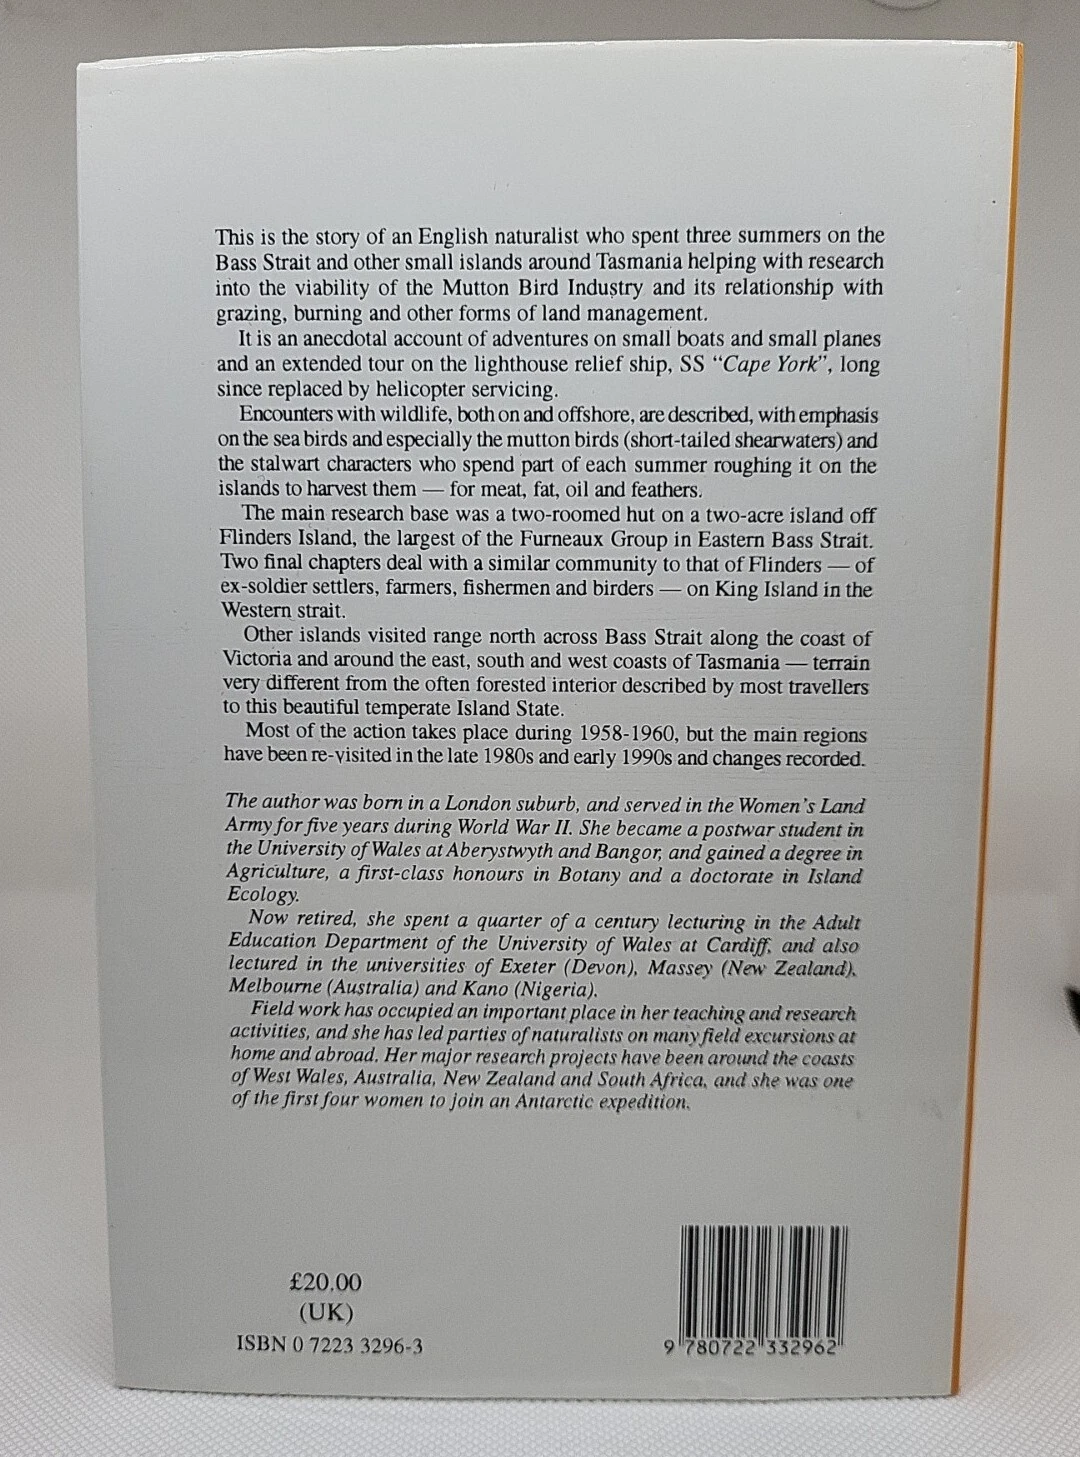 This is the story of an English naturalist who spent three summers on the
Bass Strait and other small islands around Tasmania helping with research
into the viability of the Mutton Bird Industry and its relationship with
grazing, burning and other forms of land management.
It is an anecdotal account of adventures on small boats and small planes
and an extended tour on the lighthouse relief ship, SS “Cape York”, long
since replaced by helicopter servicing.
Encounters with wildlife, both on and offshore, are described, with emphasis
on the sea birds and especially the mutton birds (short-tailed shearwaters) and
the stalwart characters who spend part of each summer roughing it on the
islands to harvest them — for meat, fat, oil and feathers.
The main research base was a two-roomed hut on a two-acre island off
Flinders Island, the largest of the Furneaux Group in Eastern Bass Strait.
Two final chapters deal with a similar community to that of Flinders — of
ex-soldier settlers, farmers, fishermen and birders — on King Island in the
Western strait.
Other islands visited range north across Bass Strait along the coast of
Victoria and around the east, south and west coasts of Tasmania — terrain
very different from the often forested interior described by most travellers
to this beautiful temperate Island State.
Most of the action takes place during 1958-1960, but the main regions
have been re-visited in the late 1980s and early 1990s and changes recorded.
The author was born in a London suburb, and served in the Women's Land
Army for five years during World War II. She became a postwar student in
the University of Wales at Aberystwyth and Bangor, and gained a degree in
Agriculture, a first-class honours in Botany and a doctorate in Island
Ecology.
Now retired, she spent a quarter of a century lecturing in the Adult
Education Department of the University of Wales at Cardiff, and also
lectured in the universities of Exeter (Devon), Massey (New Zealand),
Melbourne (Australia) and Kano (Nigeria).
Field work has occupied an important place in her teaching and research
activities, and she has led parties of naturalists on many field excursions at
home and abroad. Her major research projects have been around the coasts
of West Wales, Australia, New Zealand and South Africa, and she was one
of the first four women to join an Antarctic expedition.
£20.00
(UK)
ISBN 0 7223 3296-3
9 780722 332962